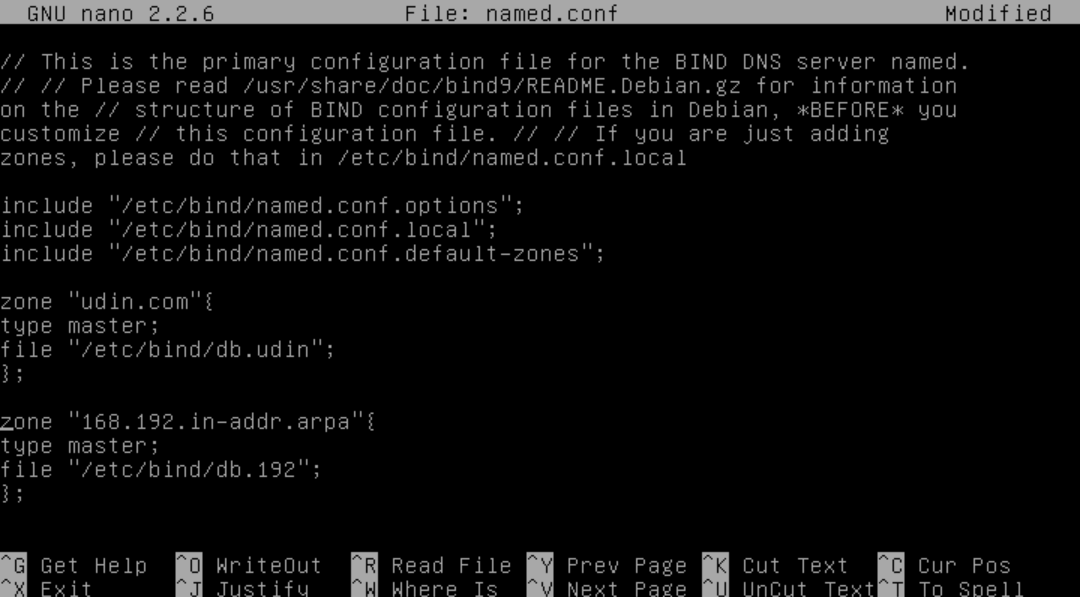 GNU nano 2.2.6 File: named.conf Modified
// This is the primary configuration file for the BIND DNS server named.
// // Please read /usr/share/doc/bind9/README.Debian.gz for information
on the // structure of BIND configuration files in Debian, *BEFORE* you
customize // this configuration file. // // If you are just adding
zones, please do that in /etc/bind/named.conf.local
include "/etc/bind/named.conf.options";
include "/etc/bind/named.conf.local";
include "/etc/bind/named.conf.default-zones";
zone "udin.com"{
type master;
file "/etc/bind/db.udin";
};
zone "168.192.in-addr.arpa"{
type master;
file "/etc/bind/db.192";
};
^G Get Help ^O WriteOut ^R Read File ^Y Prev Page ^K Cut Text ^C Cur Pos
^X Exit ^J Justify ^W Where Is ^V Next Page ^U UnCut Text ^T To Spell